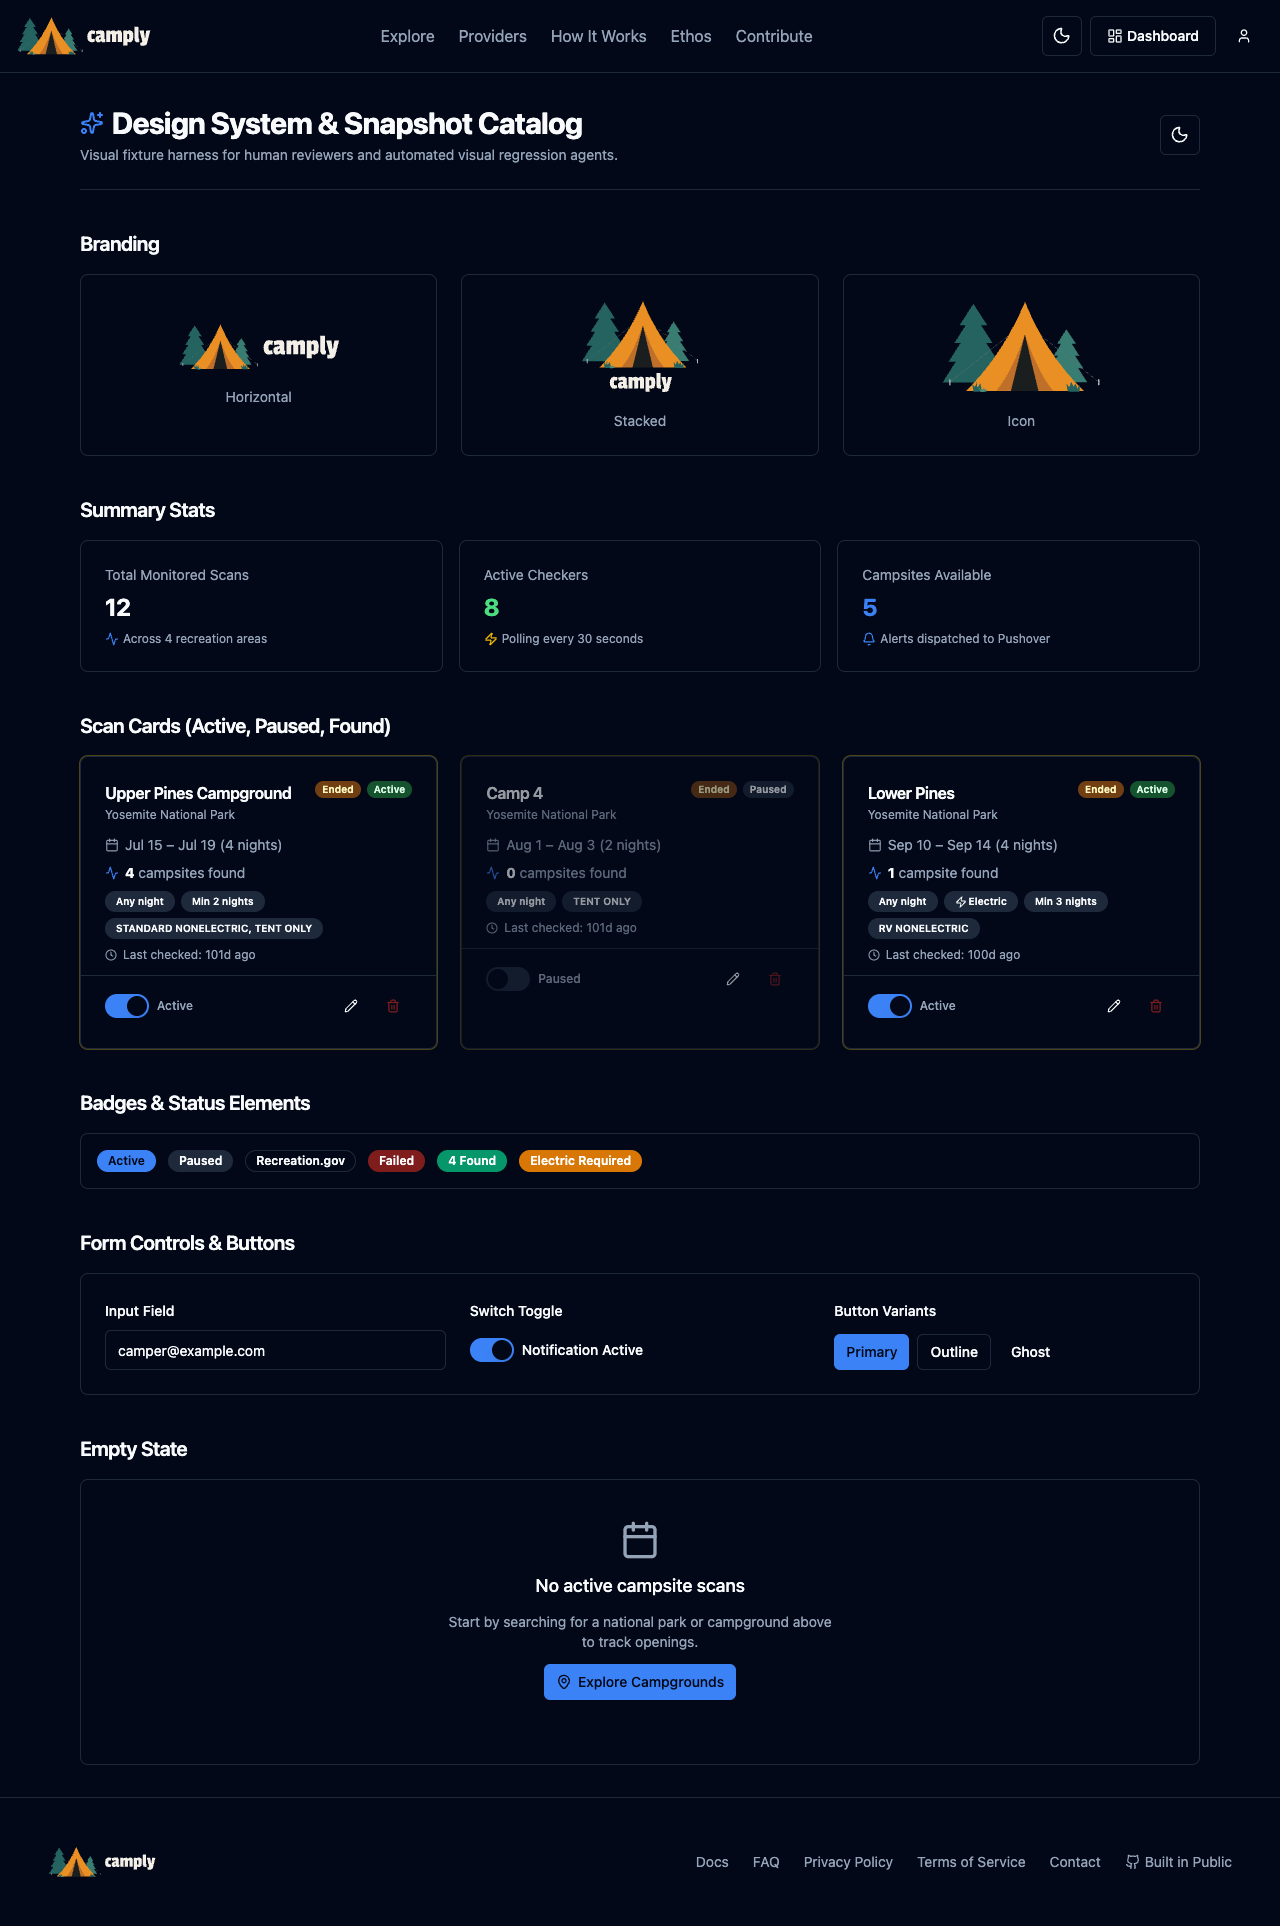 camply
Explore
Providers
How It Works
Ethos
Contribute
Dashboard
Design System & Snapshot Catalog
Visual fixture harness for human reviewers and automated visual regression agents.
Branding
camply
Horizontal
camply
Stacked
Icon
Summary Stats
Total Monitored Scans
12
Across 4 recreation areas
Active Checkers
8
Polling every 30 seconds
Campsites Available
5
Alerts dispatched to Pushover
Scan Cards (Active, Paused, Found)
Upper Pines Campground
Ended
Active
Yosemite National Park
Jul 15 – Jul 19 (4 nights)
4 campsites found
Any night
Min 2 nights
STANDARD NONELECTRIC, TENT ONLY
Last checked: 101d ago
Active
Camp 4
Ended
Paused
Yosemite National Park
Aug 1 – Aug 3 (2 nights)
0 campsites found
Any night
TENT ONLY
Last checked: 101d ago
Paused
Lower Pines
Ended
Active
Yosemite National Park
Sep 10 – Sep 14 (4 nights)
1 campsite found
Any night
Electric
Min 3 nights
RV NONELECTRIC
Last checked: 100d ago
Active
Badges & Status Elements
Active
Paused
Recreation.gov
Failed
4 Found
Electric Required
Form Controls & Buttons
Input Field
camper@example.com
Switch Toggle
Notification Active
Button Variants
Primary
Outline
Ghost
Empty State
No active campsite scans
Start by searching for a national park or campground above
to track openings.
Explore Campgrounds
camply
Docs
FAQ
Privacy Policy
Terms of Service
Contact
Built in Public